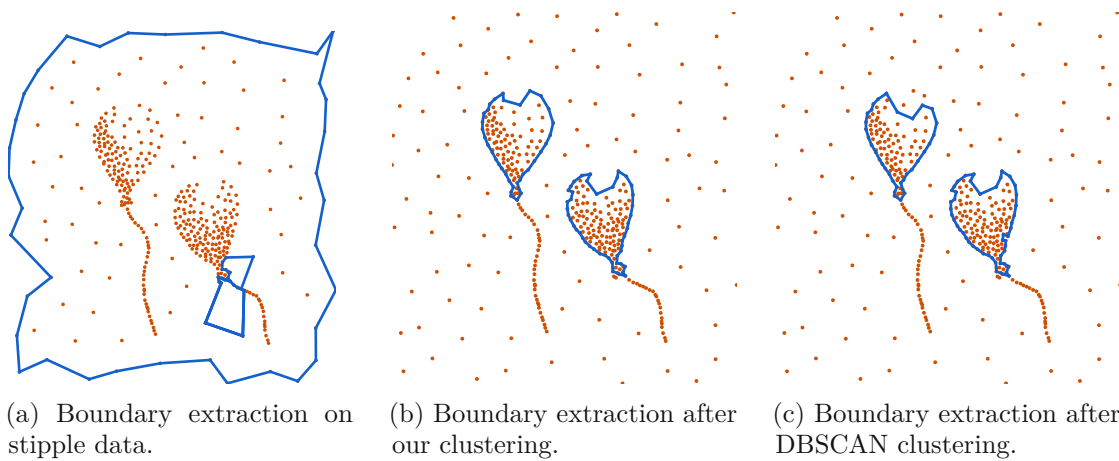 (a) Boundary extraction on
stipple data.
(b) Boundary extraction after
our clustering.
(c) Boundary extraction after
DBSCAN clustering.